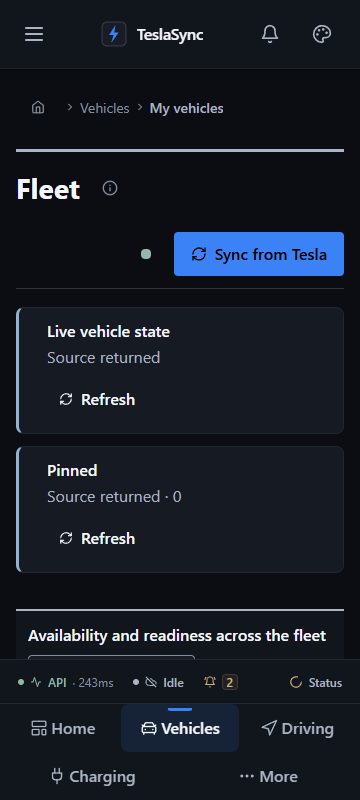 TeslaSync
Vehicles My vehicles
Fleet
Sync from Tesla
Live vehicle state
Source returned
Refresh
Pinned
Source returned · 0
Refresh
Availability and readiness across the fleet
API · 243ms Idle 2 Status
Home Vehicles Driving
Charging More